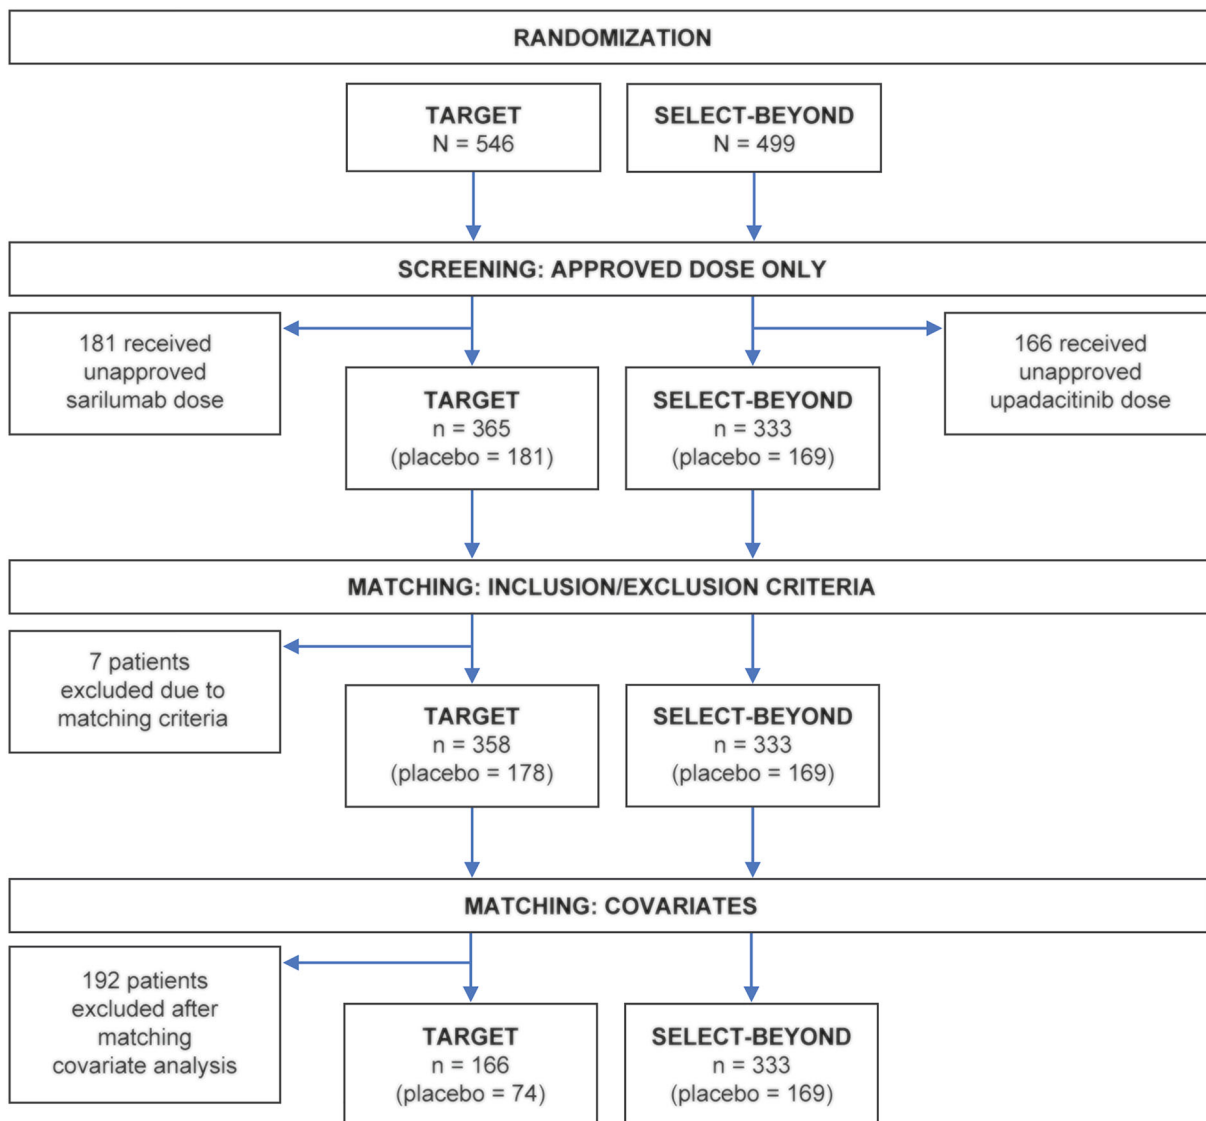 RANDOMIZATION
TARGET
N = 546
SELECT-BEYOND
N = 499
SCREENING: APPROVED DOSE ONLY
181 received
unapproved
sarilumab dose
TARGET
n = 365
(placebo = 181)
SELECT-BEYOND
n = 333
(placebo = 169)
166 received
unapproved
upadacitinib dose
MATCHING: INCLUSION/EXCLUSION CRITERIA
7 patients
excluded due to
matching criteria
TARGET
n = 358
(placebo = 178)
SELECT-BEYOND
n = 333
(placebo = 169)
MATCHING: COVARIATES
192 patients
excluded after
matching
covariate analysis
TARGET
n = 166
(placebo = 74)
SELECT-BEYOND
n = 333
(placebo = 169)